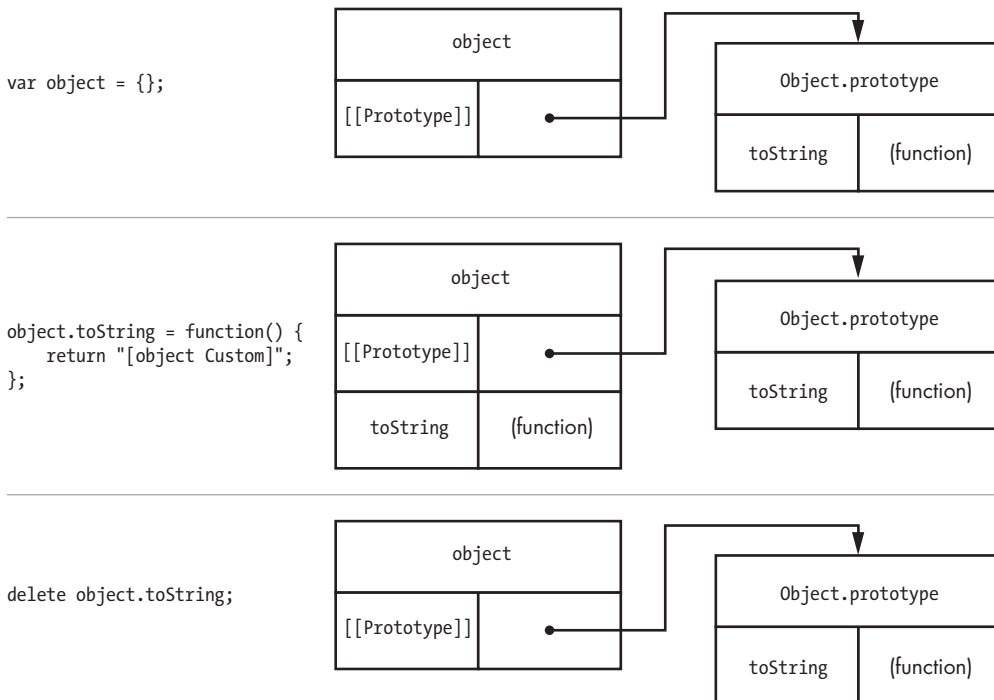 var object = {};
object
[[Prototype]]
Object.prototype
toString (function)
object.toString = function() {
    return "[object Custom]";
};
object
[[Prototype]]
toString (function)
Object.prototype
toString (function)
delete object.toString;
object
[[Prototype]]
Object.prototype
toString (function)